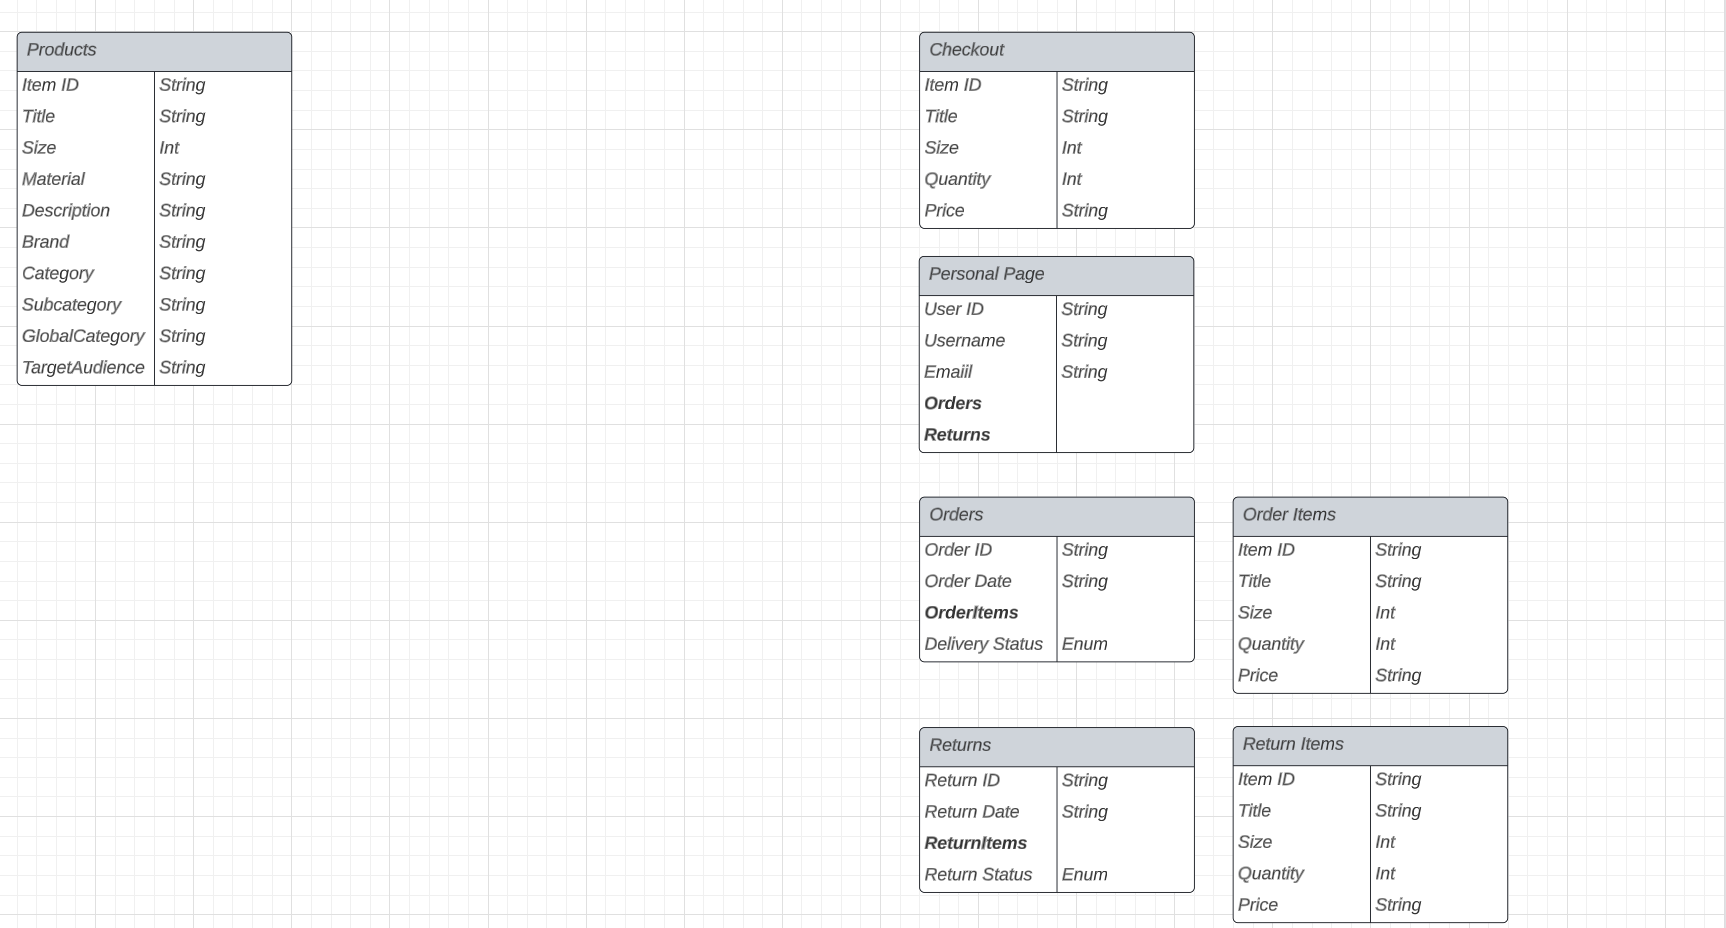 Products
Item ID String
Title String
Size Int
Material String
Description String
Brand String
Category String
Subcategory String
GlobalCategory String
TargetAudience String
Checkout
Item ID String
Title String
Size Int
Quantity Int
Price String
Personal Page
User ID String
Username String
Emaiil String
Orders
Returns
Orders
Order ID String
Order Date String
OrderItems
Delivery Status Enum
Order Items
Item ID String
Title String
Size Int
Quantity Int
Price String
Returns
Return ID String
Return Date String
ReturnItems
Return Status Enum
Return Items
Item ID String
Title String
Size Int
Quantity Int
Price String